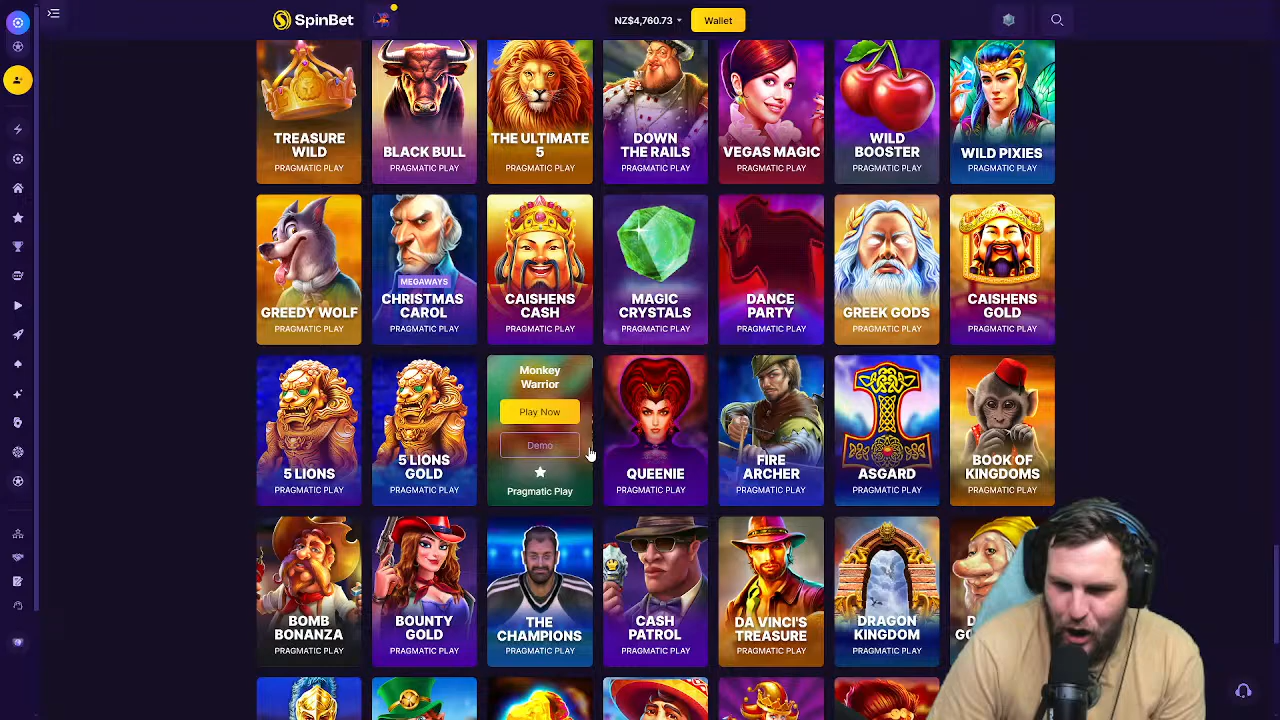 SpinBet
NZ$4,760.73
Wallet
TREASURE
WILD
PRAGMATIC PLAY
BLACK BULL
PRAGMATIC PLAY
THE ULTIMATE
5
PRAGMATIC PLAY
DOWN
THE RAILS
PRAGMATIC PLAY
VEGAS MAGIC
PRAGMATIC PLAY
WILD
BOOSTER
PRAGMATIC PLAY
WILD PIXIES
PRAGMATIC PLAY
GREEDY WOLF
PRAGMATIC PLAY
MEGAWAYS
CHRISTMAS
CAROL
PRAGMATIC PLAY
CAISHENS
CASH
PRAGMATIC PLAY
MAGIC
CRYSTALS
PRAGMATIC PLAY
DANCE
PARTY
PRAGMATIC PLAY
GREEK GODS
PRAGMATIC PLAY
CAISHENS
GOLD
PRAGMATIC PLAY
5 LIONS
PRAGMATIC PLAY
5 LIONS
GOLD
PRAGMATIC PLAY
Monkey
Warrior
Play Now
Demo
Pragmatic Play
QUEENIE
PRAGMATIC PLAY
FIRE
ARCHER
PRAGMATIC PLAY
ASGARD
PRAGMATIC PLAY
BOOK OF
KINGDOMS
PRAGMATIC PLAY
BOMB
BONANZA
PRAGMATIC PLAY
BOUNTY
GOLD
PRAGMATIC PLAY
THE
CHAMPIONS
PRAGMATIC PLAY
CASH
PATROL
PRAGMATIC PLAY
DA VINCI'S
TREASURE
PRAGMATIC PLAY
DRAGON
KINGDOM
PRAGMATIC PLAY